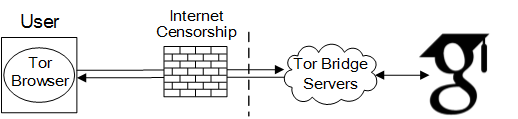 User
Tor
Browser
Internet
Censorship
Tor Bridge
Servers
g